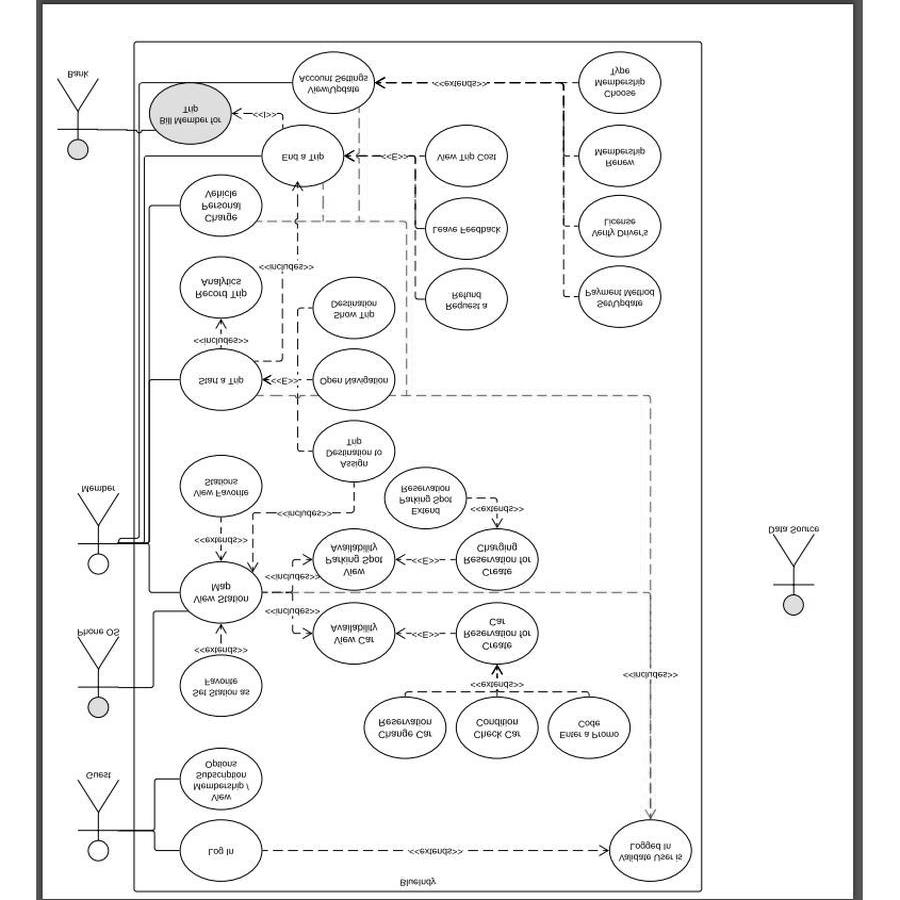 BlueIndy
Log In
<<extends>>
Validate User is
Logged In
Guest
View
Membership /
Subscription
Options
Change Car
Reservation
Check Car
Condition
Enter a Promo
Code
Set Station as
Favorite
<<extends>>
<<extends>>
<<includes>>
Phone OS
View Car
Availability
<<E>>
Create
Reservation for
Car
<<includes>>
View Station
Map
<<includes>>
View
Parking Spot
Availability
<<E>>
Create
Reservation for
Charging
<<extends>>
Data Source
<<includes>>
<<extends>>
Extend
Parking Spot
Reservation
View Favorite
Stations
Member
Assign
Destination to
Trip
Start a Trip
<<E>>
Open Navigation
<<includes>>
Show Trip
Destination
Record Trip
Analytics
Request a
Refund
Set/Update
Payment Method
<<includes>>
Leave Feedback
Verify Driver's
License
Charge
Personal
Vehicle
End a Trip
<<E>>
View Trip Cost
Renew
Membership
Bill Member for
Trip
<<I>>
View/Update
Account Settings
<<extends>>
Choose
Membership
Type
Bank